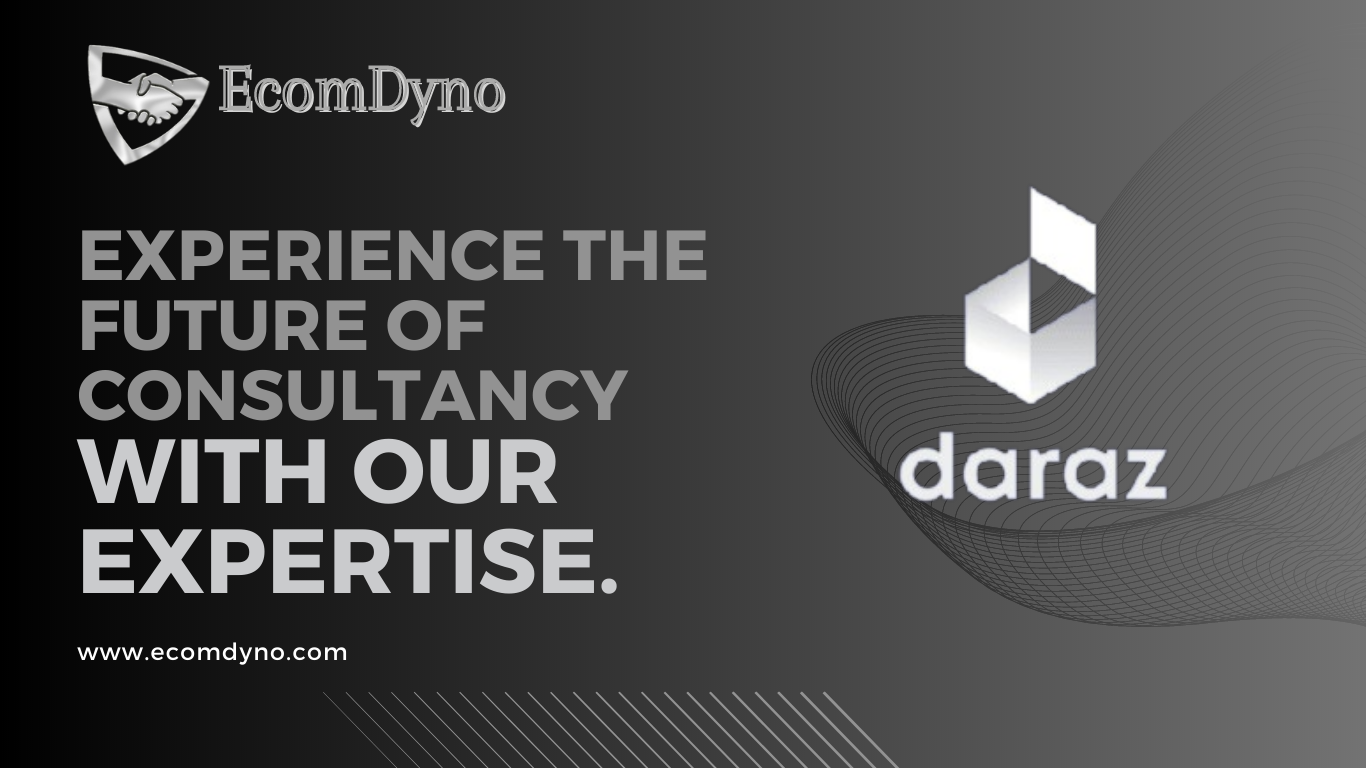 EcomDyno
EXPERIENCE THE
FUTURE OF
CONSULTANCY
WITH OUR
EXPERTISE.
www.ecomdyno.com
daraz